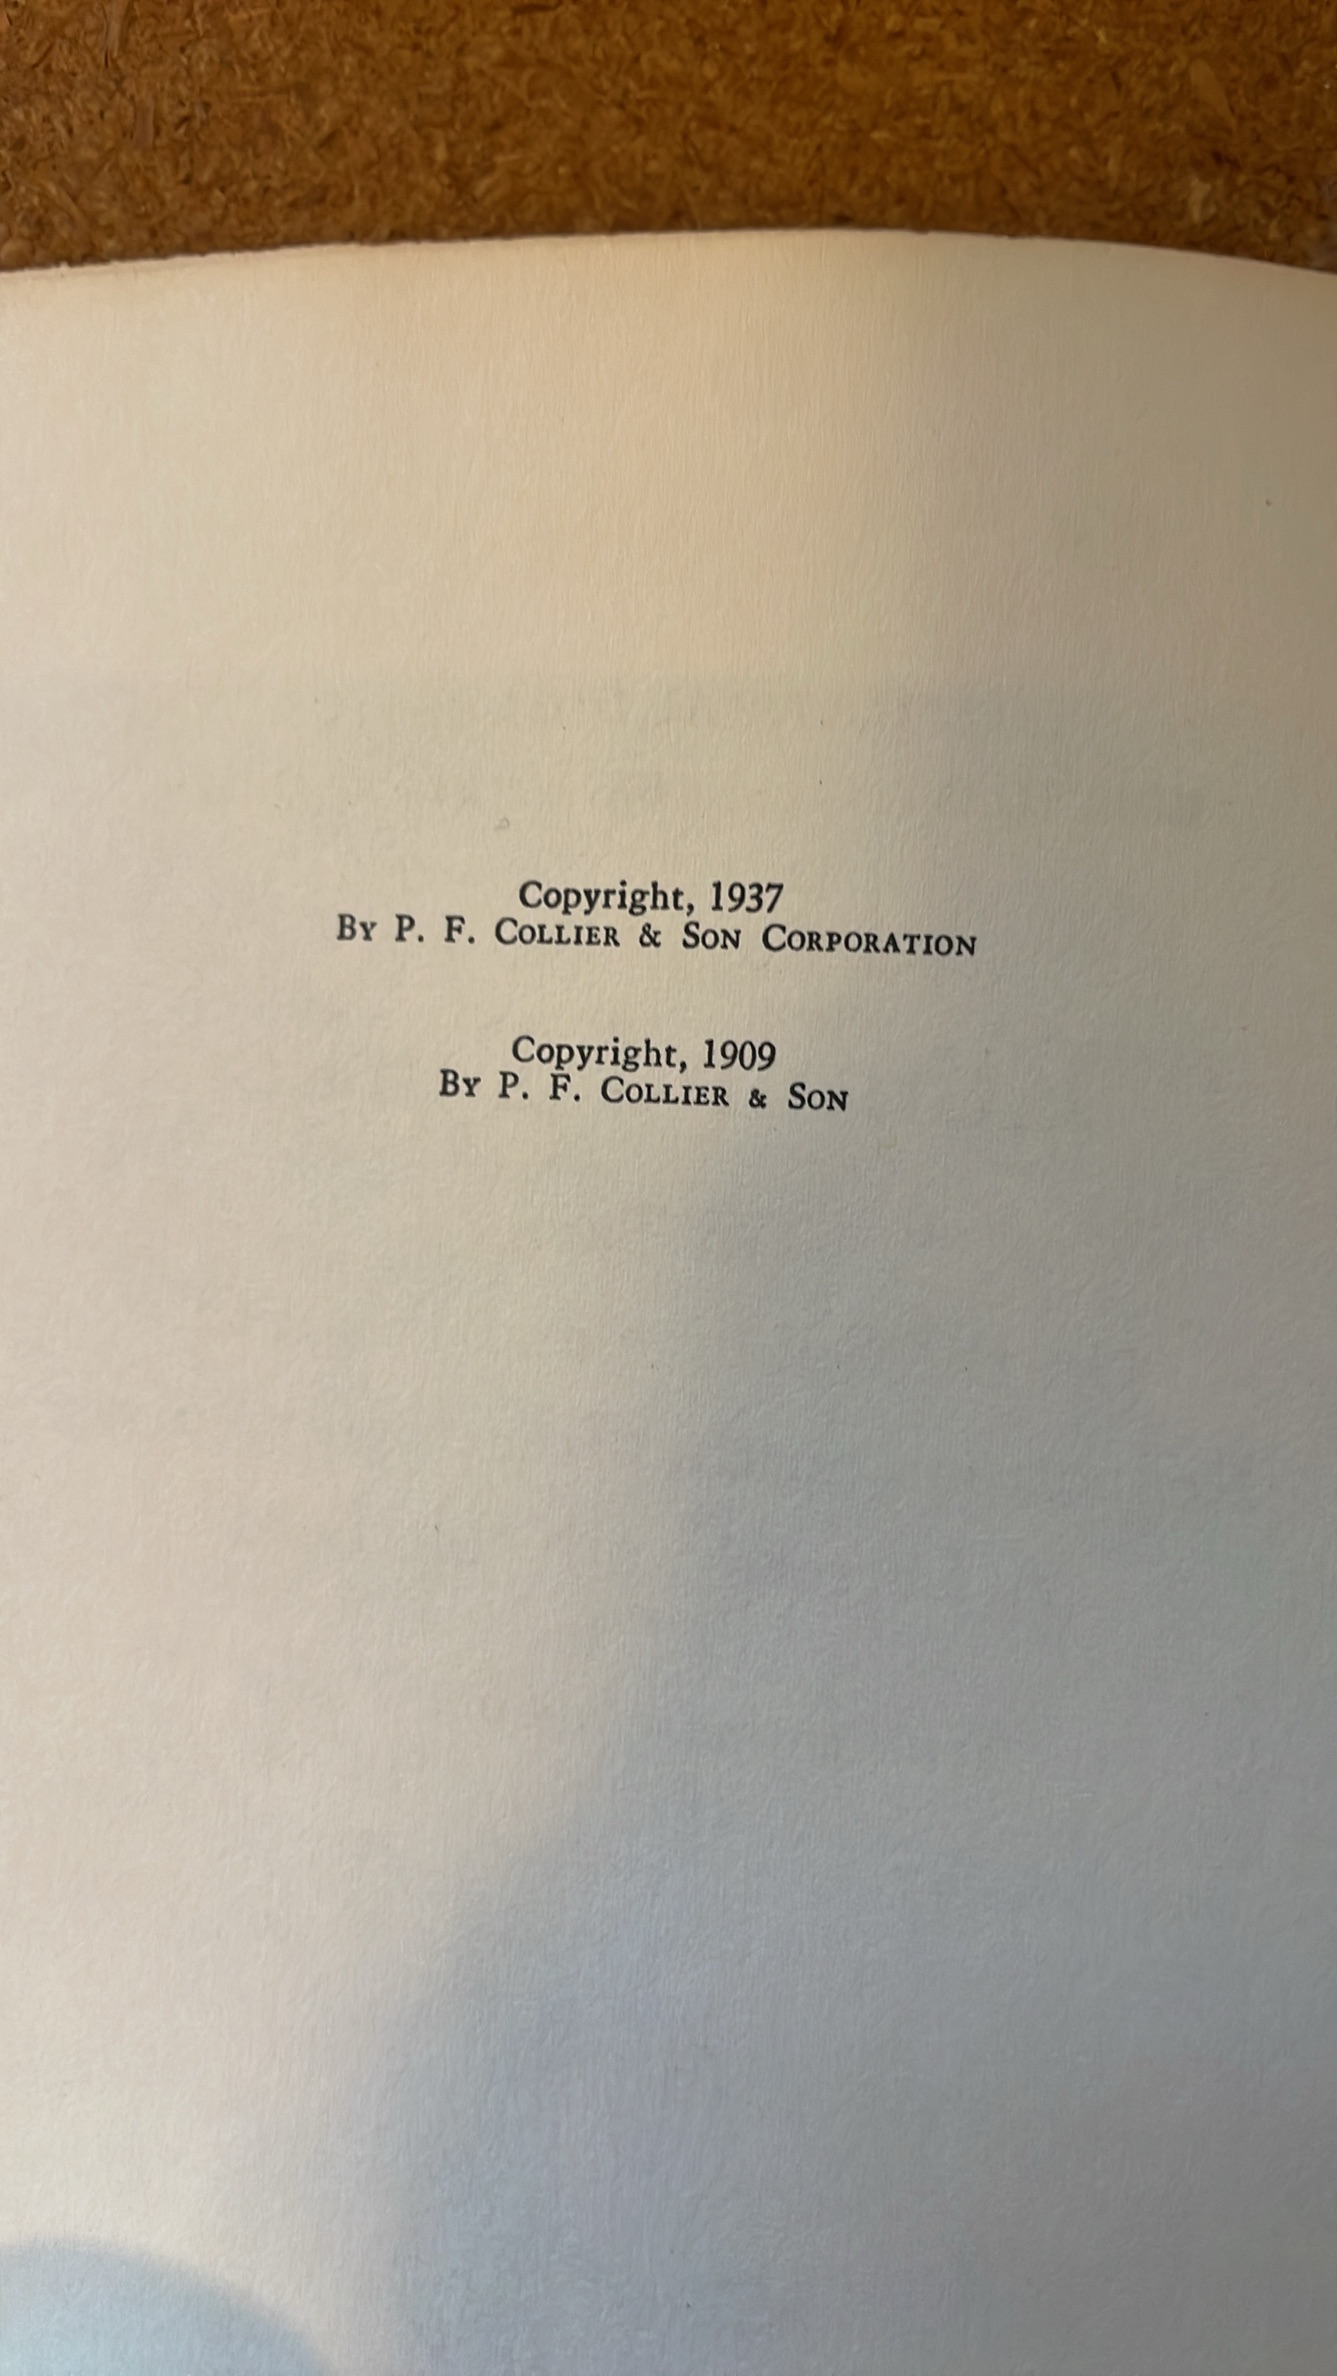 Copyright, 1937
By P. F. Collier & Son Corporation
Copyright, 1909
By P. F. Collier & Son